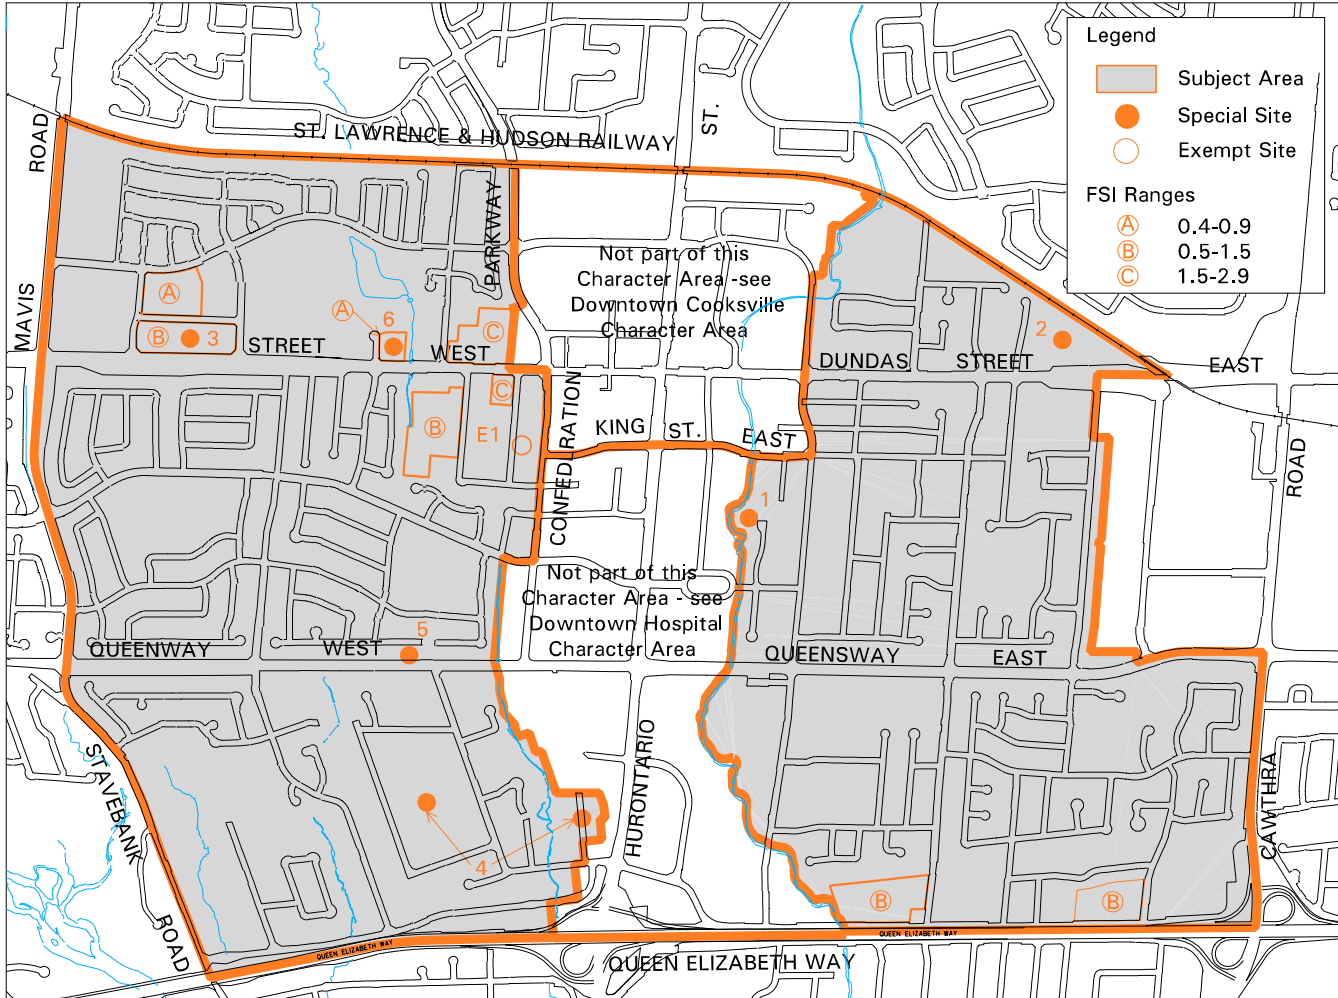 Legend
Subject Area
Special Site
Exempt Site
FSI Ranges
A 0.4-0.9
B 0.5-1.5
C 1.5-2.9
ST. LAWRENCE & HUDSON RAILWAY
ST.
ROAD
MAVIS
PARKWAY
Not part of this
Character Area -see
Downtown Cooksville
Character Area
A
A
6
B
3
C
STREET
WEST
2
DUNDAS
STREET
EAST
C
B
E1
CONFEDLRATION
KING
ST.
EAST
ROAD
1
Not part of this
Character Area - see
Downtown Hospital
Character Area
5
QUEENWAY
WEST
QUEENSWAY
EAST
STAVEBANK
ROAD
HURONTARIO
CAWTHRA
4
B
B
QUEEN ELIZABETH WAY
QUEEN ELIZABETH WAY
QUEEN ELIZABETH WAY